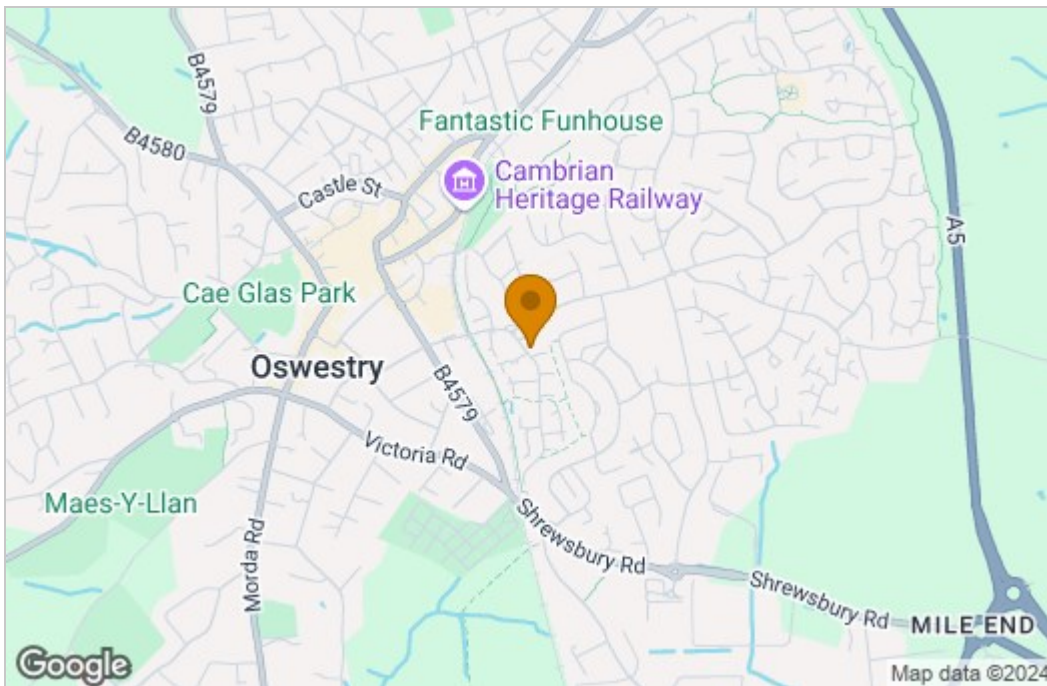 B4579
B4580
Fantastic Funhouse
Cambrian
Heritage Railway
Castle St
A5
Cae Glas Park
Oswestry
B4579
Victoria Rd
Maes-Y-Llan
Morda Rd
Shrewsbury Rd
Shrewsbury Rd
MILE END
Google
Map data ©2024